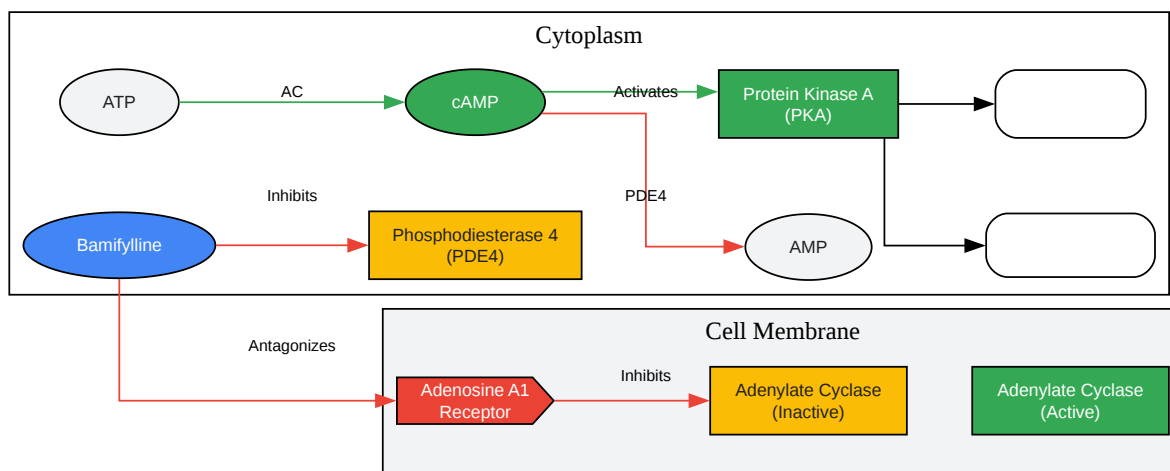 Cytoplasm
ATP
AC
cAMP
Activates
Protein Kinase A
(PKA)
Bamifylline
Inhibits
Phosphodiesterase 4
(PDE4)
PDE4
AMP
Cell Membrane
Antagonizes
Adenosine A1
Receptor
Inhibits
Adenylate Cyclase
(Inactive)
Adenylate Cyclase
(Active)